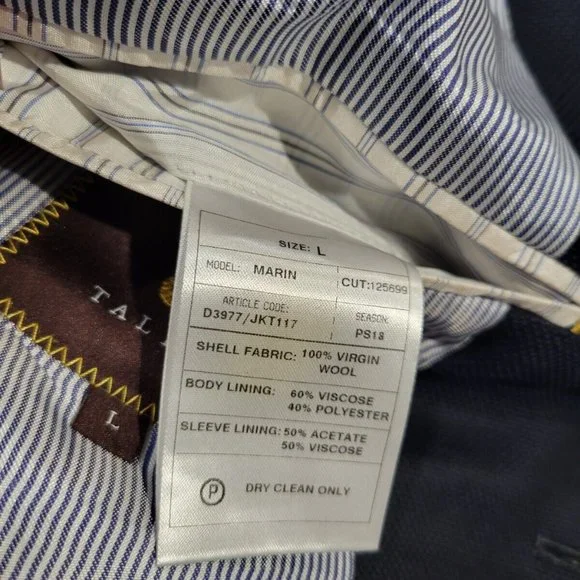 SIZE: L
MODEL: MARIN CUT:125699
ARTICLE CODE: SEASON:
D3977/JKT117 PS18
SHELL FABRIC: 100% VIRGIN
WOOL
BODY LINING: 60% VISCOSE
40% POLYESTER
SLEEVE LINING: 50% ACETATE
50% VISCOSE
P DRY CLEAN ONLY
L